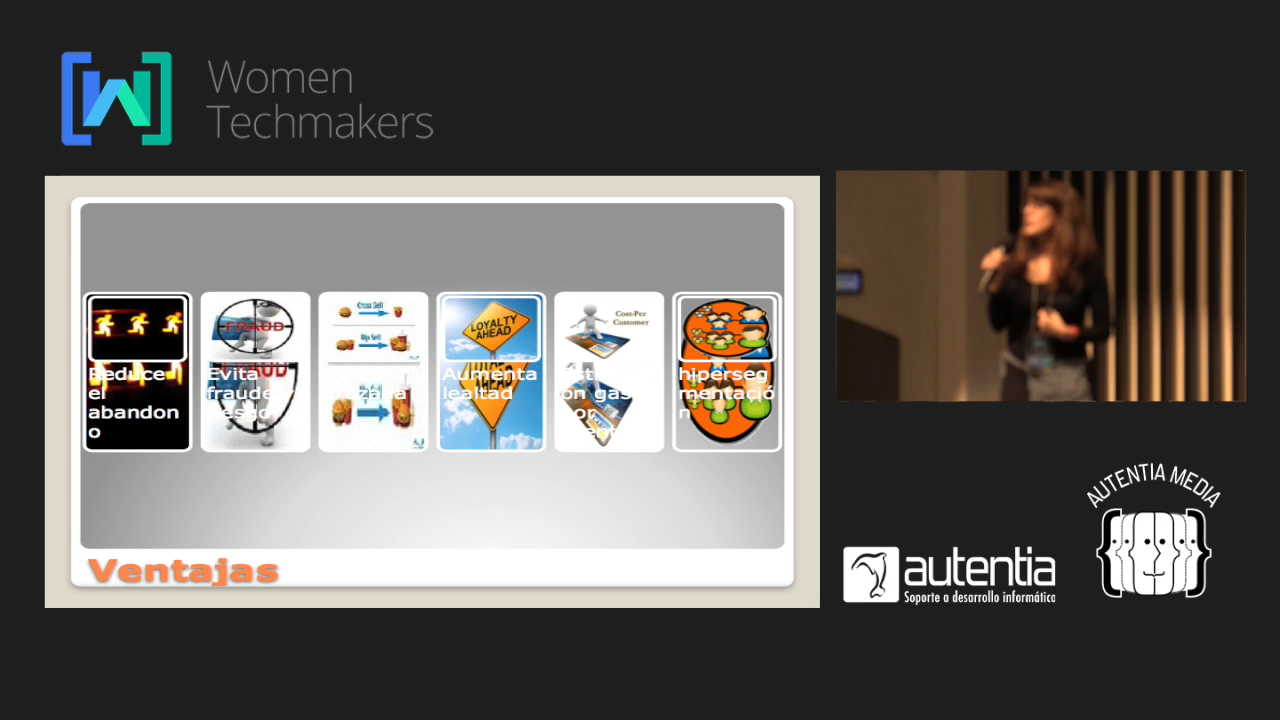 Women
Techmakers
FRAUD
Cross Sell
Up Sell
LOYALTY
AHEAD
Cost-Per
Customer
Reduce
el
abandon
o
Evita
fraude
Aumenta
lealtad
hiperseg
mentació
n
Ventajas
AUTENTIA MEDIA
autentia
Soporte a desarrollo informático